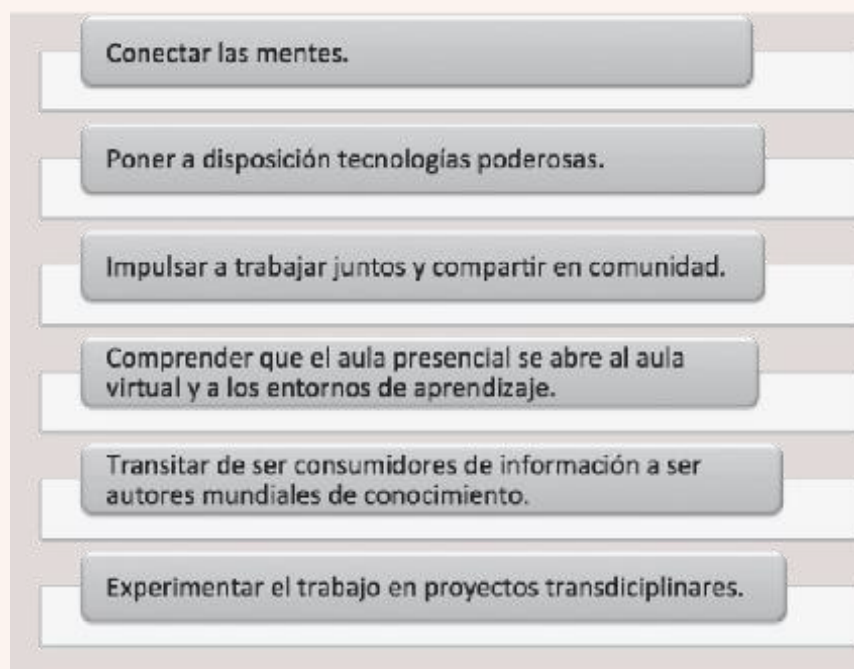 Conectar las mentes.
Poner a disposición tecnologías poderosas.
Impulsar a trabajar juntos y compartir en comunidad.
Comprender que el aula presencial se abre al aula
virtual y a los entornos de aprendizaje.
Transitar de ser consumidores de información a ser
autores mundiales de conocimiento.
Experimentar el trabajo en proyectos transdiciplinares.